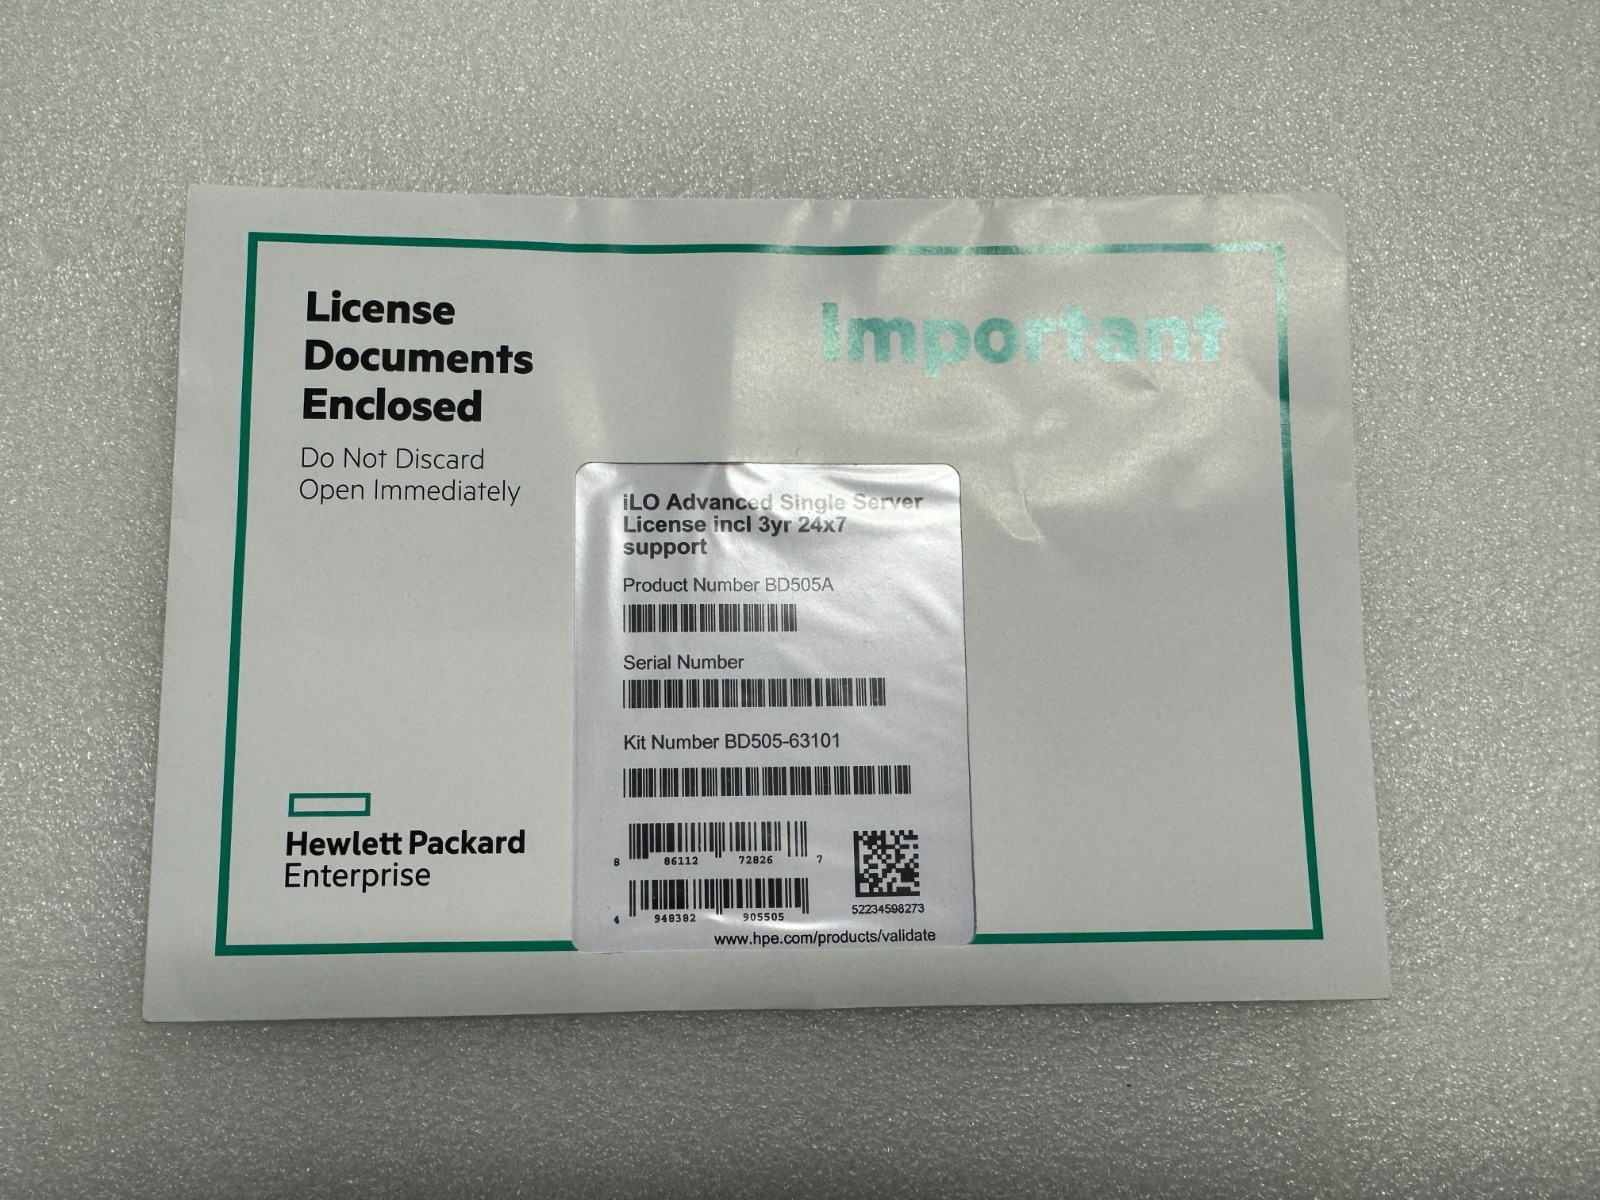 License
Documents
Enclosed
Do Not Discard
Open Immediately
Important
iLO Advanced Single Server
License incl 3yr 24x7
support
Product Number BD505A
Serial Number
Kit Number BD505-63101
8 86112 72826 7
4 948382 905505
52234598273
www.hpe.com/products/validate
Hewlett Packard
Enterprise